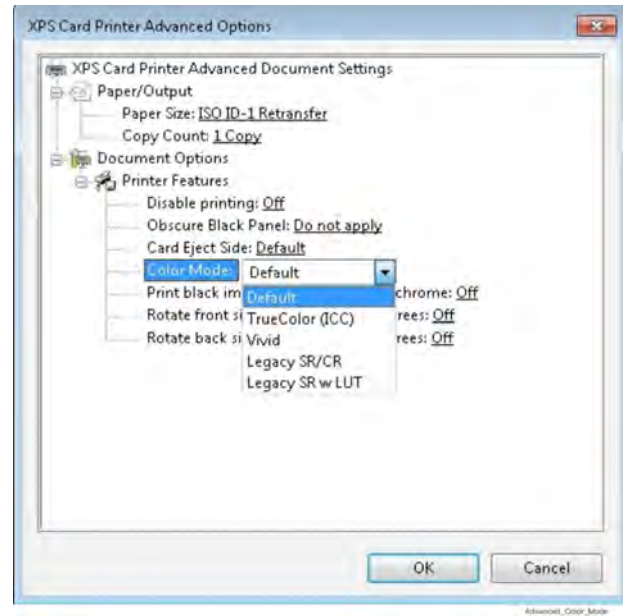 XPS Card Printer Advanced Options
XPS Card Printer Advanced Document Settings
Paper/Output
Paper Size: ISO ID-1 Retransfer
Copy Count: 1 Copy
Document Options
Printer Features
Disable printing: Off
Obscure Black Panel: Do not apply
Card Eject Side: Default
Color Mode: Default
Print black im chrome: Off
Default
Rotate front si rees: Off
TrueColor (ICC)
Rotate back si rees: Off
Vivid
Legacy SR/CR
Legacy SR w LUT
OK Cancel
Advanced_Color_Mode